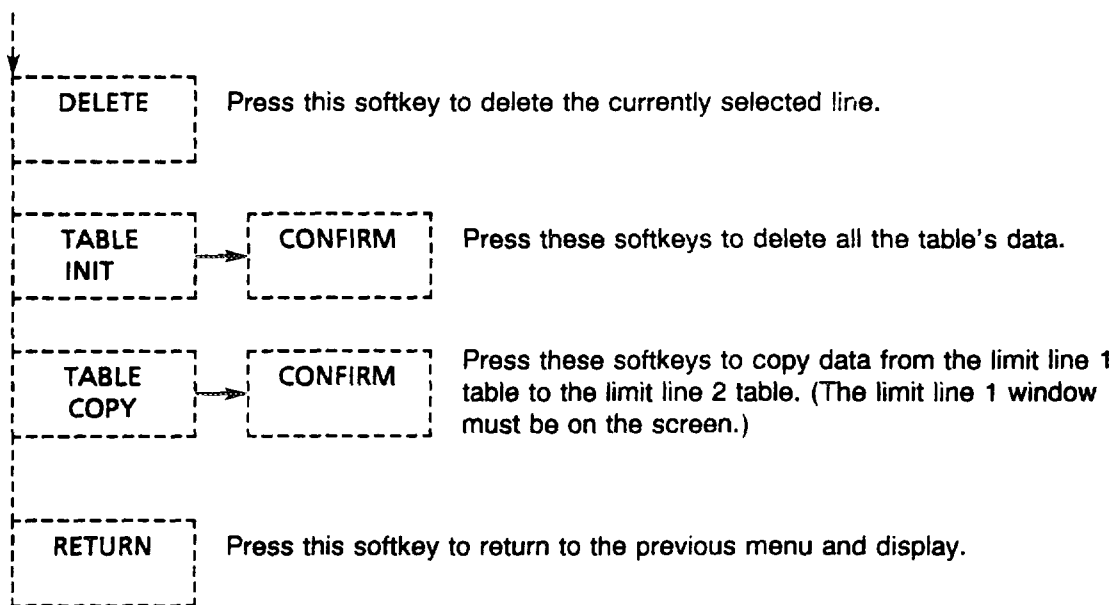 DELETE
Press this softkey to delete the currently selected line.
TABLE
INIT
CONFIRM
Press these softkeys to delete all the table's data.
TABLE
COPY
CONFIRM
Press these softkeys to copy data from the limit line 1
table to the limit line 2 table. (The limit line 1 window
must be on the screen.)
RETURN
Press this softkey to return to the previous menu and display.